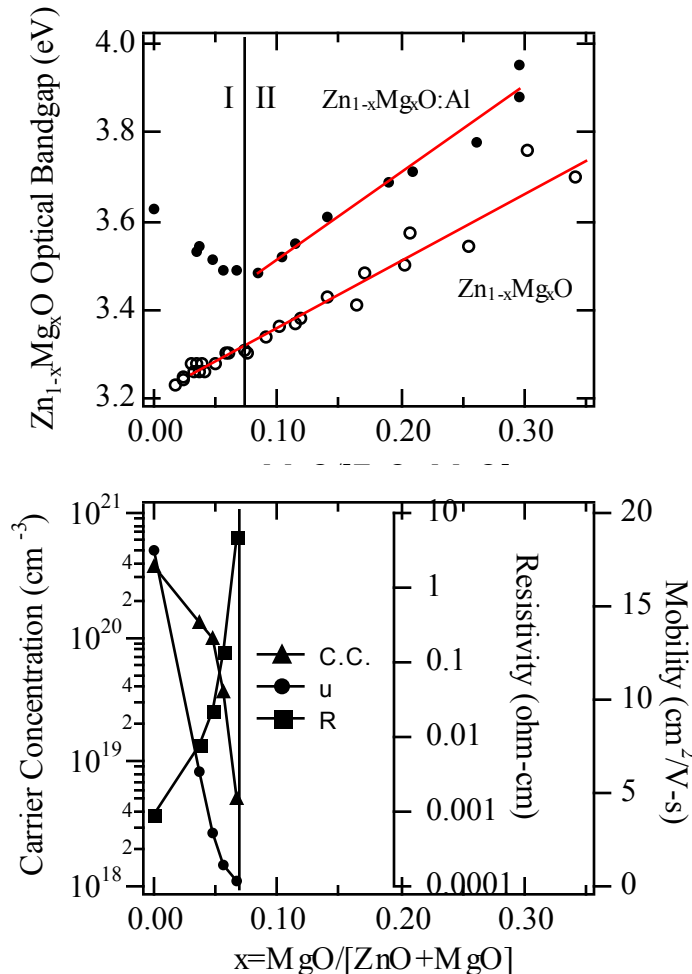 Zn1-xMgxO Optical Bandgap (eV)
4.0
3.8
3.6
3.4
3.2
I II
Zn1-xMgxO:Al
Zn1-xMgxO
0.00 0.10 0.20 0.30
Carrier Concentration (cm-3)
10^21
4
2
10^20
4
2
10^19
4
2
10^18
C.C.
u
R
10
1
0.1
0.01
0.001
0.0001
Resistivity (ohm-cm)
20
15
10
5
0
Mobility (cm2/V-s)
0.00 0.10 0.20 0.30
x=MgO/[ZnO+MgO]